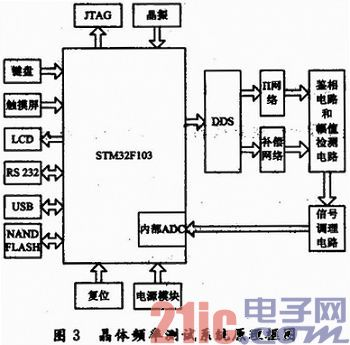 JTAG
晶振
键盘
触摸屏
LCD
RS 232
USB
NAND
FLASH
STM32F103
内部ADC
DDS
Π网
络
补偿
网络
鉴相
电路
和
幅值
检测
电路
信号
调理
电路
复位
电源模块
21ic电子网
图 3 晶体频率测试系统原理框图